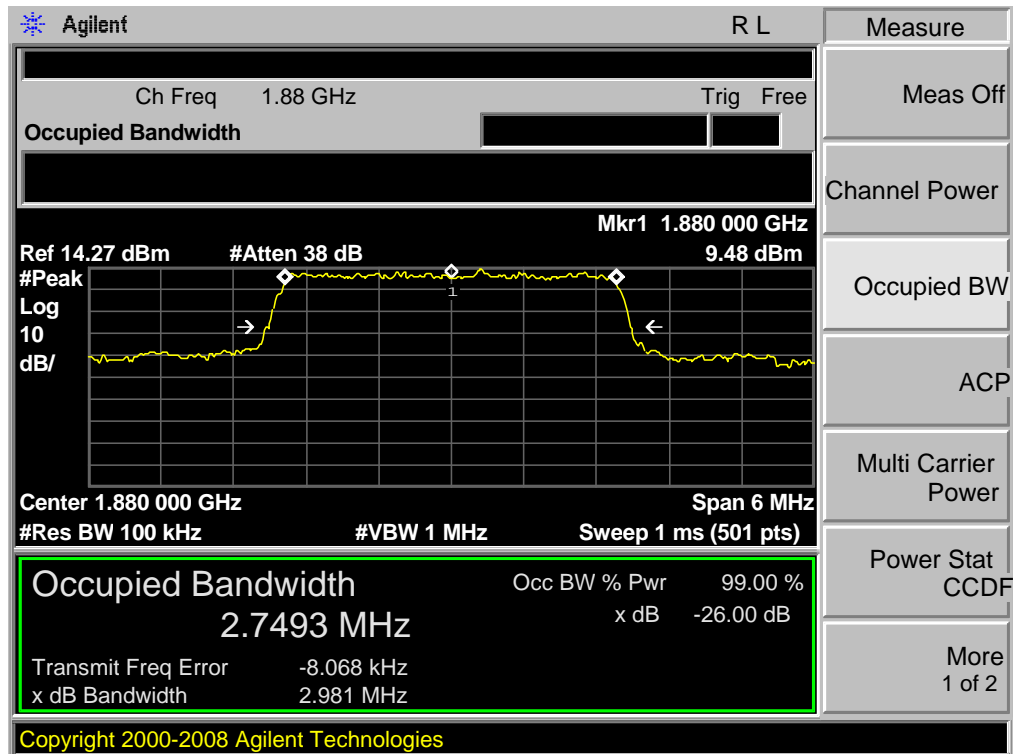 Agilent R L
Ch Freq 1.88 GHz Trig Free
Occupied Bandwidth
Mkr1 1.880 000 GHz
Ref 14.27 dBm #Atten 38 dB 9.48 dBm
#Peak
Log
10
dB/
1
Center 1.880 000 GHz Span 6 MHz
#Res BW 100 kHz #VBW 1 MHz Sweep 1 ms (501 pts)
Occupied Bandwidth Occ BW % Pwr 99.00 %
2.7493 MHz x dB -26.00 dB
Transmit Freq Error -8.068 kHz
x dB Bandwidth 2.981 MHz
Copyright 2000-2008 Agilent Technologies
Measure
Meas Off
Channel Power
Occupied BW
ACP
Multi Carrier
Power
Power Stat
CCDF
More
1 of 2